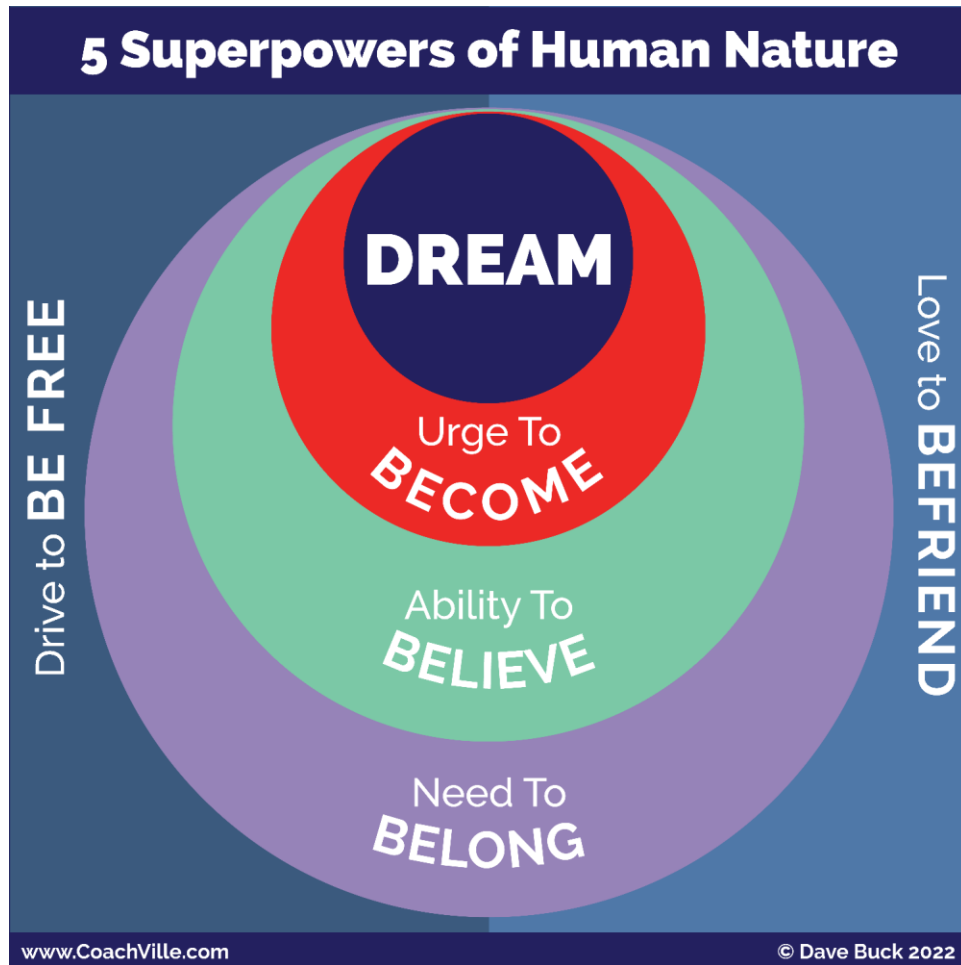 5 Superpowers of Human Nature
DREAM
Urge To
BECOME
Ability To
BELIEVE
Need To
BELONG
Drive to BE FREE
Love to BEFRIEND
www.CoachVille.com
© Dave Buck 2022